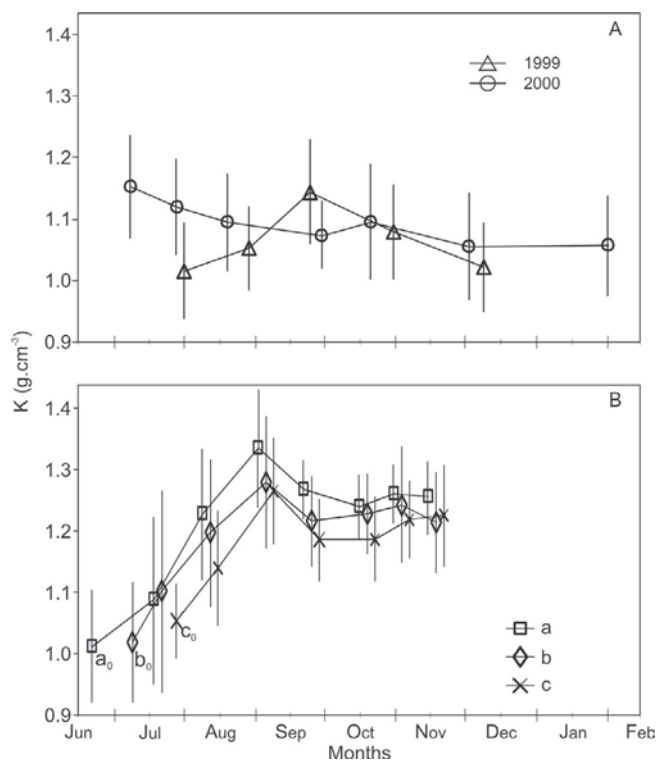 A
1.4
1999
2000
1.3
1.2
1.1
1.0
0.9
K (g.cm⁻³)
B
1.4
1.3
1.2
1.1
1.0
0.9
a₀ b₀ c₀
a
b
c
Jun Jul Aug Sep Oct Nov Dec Jan Feb
Months